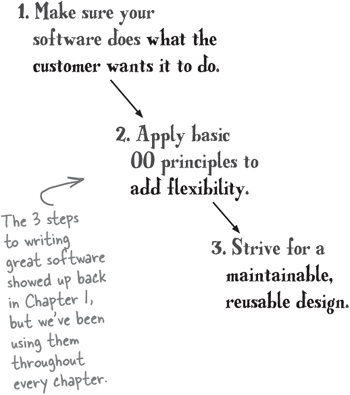 1. Make sure your
software does what the
customer wants it to do.
2. Apply basic
OO principles to
add flexibility.
3. Strive for a
maintainable,
reusable design.
The 3 steps
to writing
great software
showed up back
in Chapter 1,
but we've been
using them
throughout
every chapter.